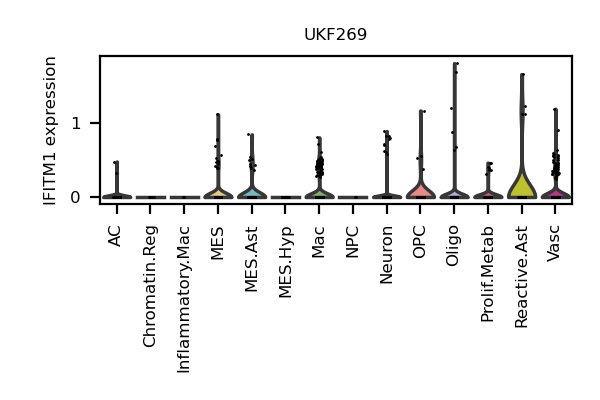 UKF269
IFITM1 expression
1
0
AC
Chromatin.Reg
Inflammatory.Mac
MES
MES.Ast
MES.Hyp
Mac
NPC
Neuron
OPC
Oligo
Prolif.Metab
Reactive.Ast
Vasc